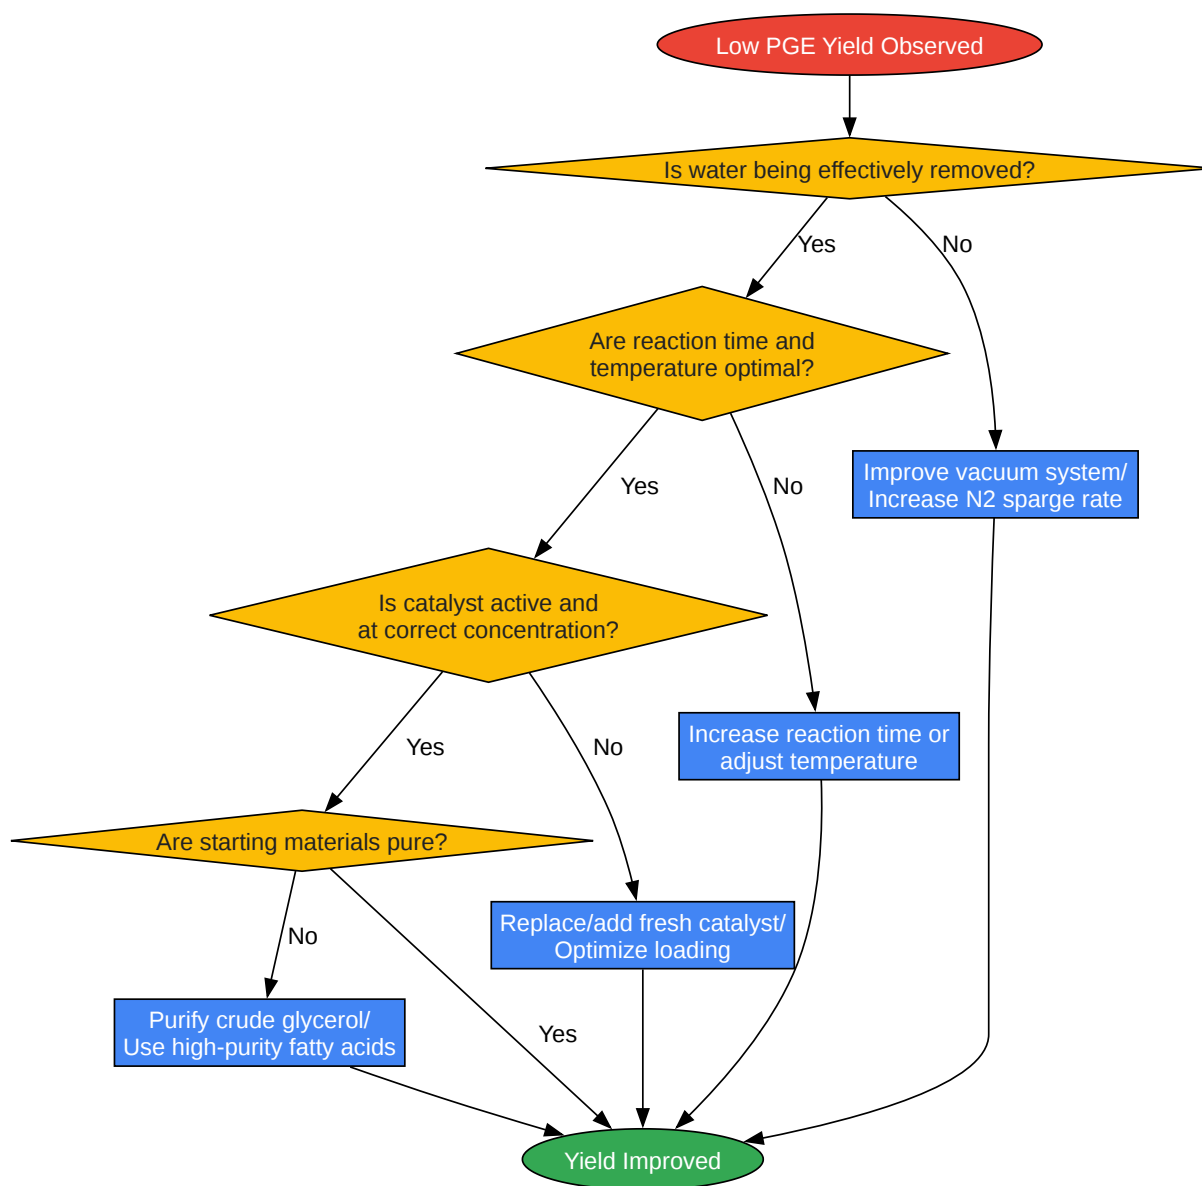 Low PGE Yield Observed
Is water being effectively removed?
Yes
No
Are reaction time and
temperature optimal?
Improve vacuum system/
Increase N2 sparge rate
Yes
No
Is catalyst active and
at correct concentration?
Increase reaction time or
adjust temperature
Yes
No
Are starting materials pure?
Replace/add fresh catalyst/
Optimize loading
No
Yes
Purify crude glycerol/
Use high-purity fatty acids
Yield Improved